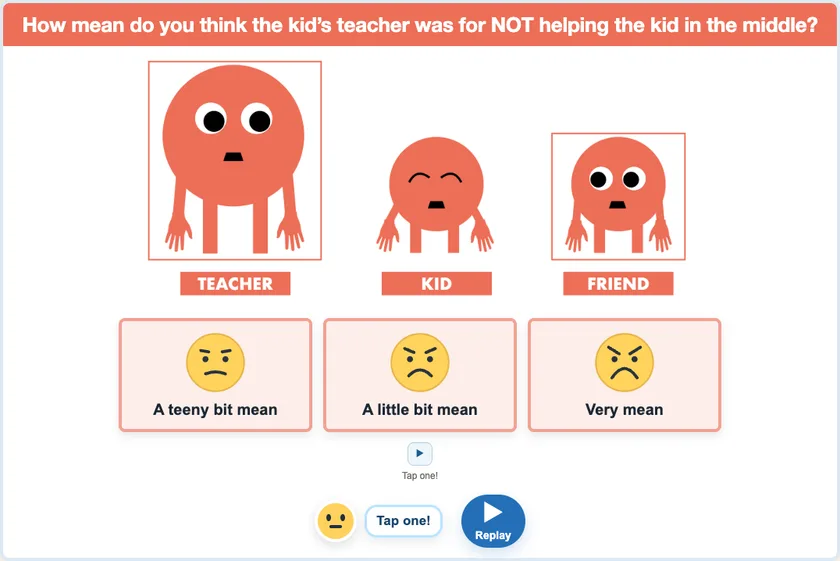 How mean do you think the kid’s teacher was for NOT helping the kid in the middle?
TEACHER
KID
FRIEND
A teeny bit mean
A little bit mean
Very mean
Tap one!
Tap one!
Replay